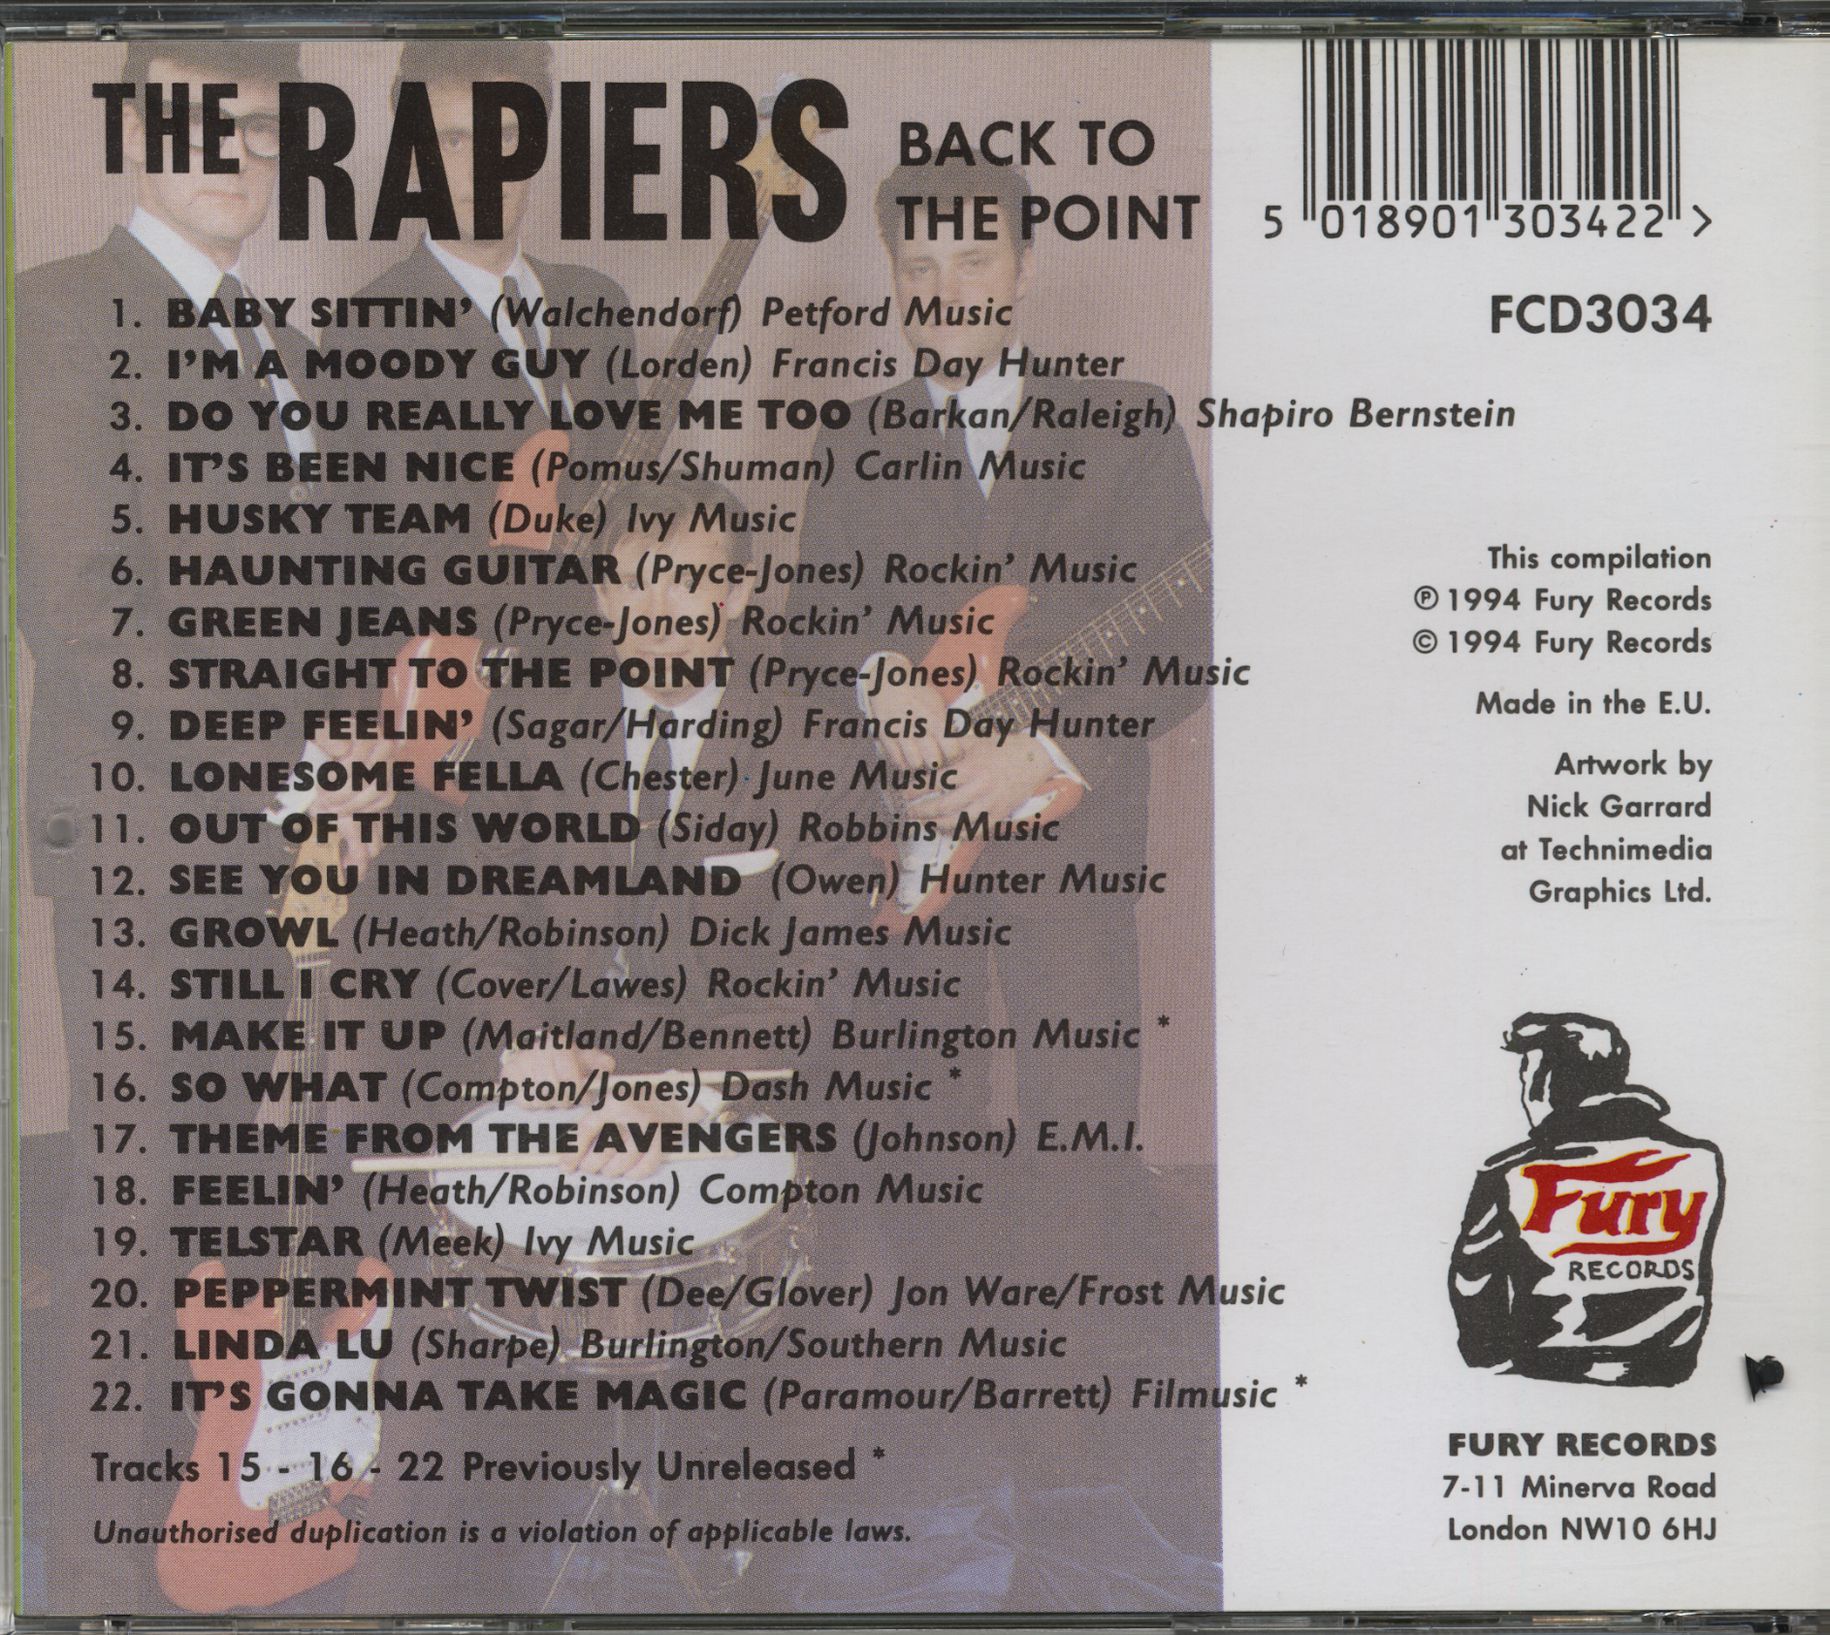 THE RAPIERS BACK TO
THE POINT
5 018901 303422 >
FCD3034
1. BABY SITTIN' (Walchendorf) Petford Music
2. I'M A MOODY GUY (Lorden) Francis Day Hunter
3. DO YOU REALLY LOVE ME TOO (Barkan/Raleigh) Shapiro Bernstein
4. IT'S BEEN NICE (Pomus/Shuman) Carlin Music
5. HUSKY TEAM (Duke) Ivy Music
6. HAUNTING GUITAR (Pryce-Jones) Rockin' Music
7. GREEN JEANS (Pryce-Jones) Rockin' Music
8. STRAIGHT TO THE POINT (Pryce-Jones) Rockin' Music
9. DEEP FEELIN' (Sagar/Harding) Francis Day Hunter
10. LONESOME FELLA (Chester) June Music
11. OUT OF THIS WORLD (Siday) Robbins Music
12. SEE YOU IN DREAMLAND (Owen) Hunter Music
13. GROWL (Heath/Robinson) Dick James Music
14. STILL I CRY (Cover/Lawes) Rockin' Music
15. MAKE IT UP (Maitland/Bennett) Burlington Music *
16. SO WHAT (Compton/Jones) Dash Music *
17. THEME FROM THE AVENGERS (Johnson) E.M.I.
18. FEELIN' (Heath/Robinson) Compton Music
19. TELSTAR (Meek) Ivy Music
20. PEPPERMINT TWIST (Dee/Glover) Jon Ware/Frost Music
21. LINDA LU (Sharpe) Burlington/Southern Music
22. IT'S GONNA TAKE MAGIC (Paramour/Barrett) Filmusic *
Tracks 15 - 16 - 22 Previously Unreleased *
Unauthorised duplication is a violation of applicable laws.
This compilation
℗ 1994 Fury Records
© 1994 Fury Records
Made in the E.U.
Artwork by
Nick Garrard
at Technimedia
Graphics Ltd.
Fury
RECORDS
FURY RECORDS
7-11 Minerva Road
London NW10 6HJ